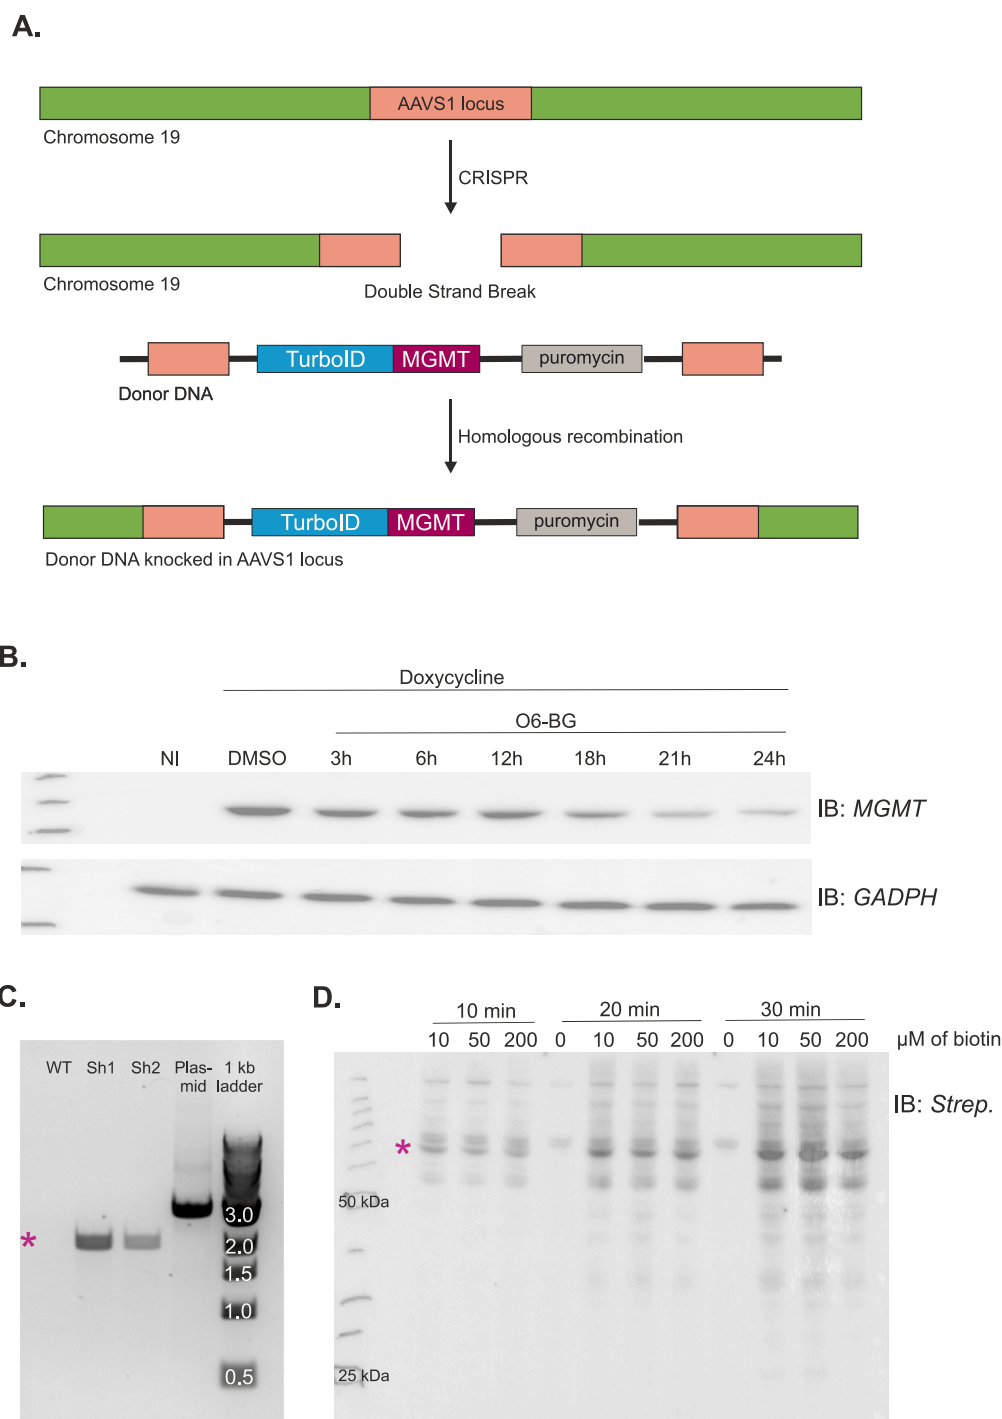 A.
AAVS1 locus
Chromosome 19
CRISPR
Chromosome 19
Double Strand Break
TurboID MGMT puromycin
Donor DNA
Homologous recombination
TurboID MGMT puromycin
Donor DNA knocked in AAVS1 locus
B.
Doxycycline
O6-BG
NI DMSO 3h 6h 12h 18h 21h 24h
IB: MGMT
IB: GADPH
C.
WT Sh1 Sh2 Plas-
mid 1 kb
ladder
*
3.0
2.0
1.5
1.0
0.5
D.
10 min 20 min 30 min
10 50 200 0 10 50 200 0 10 50 200 µM of biotin
IB: Strep.
*
50 kDa
25 kDa